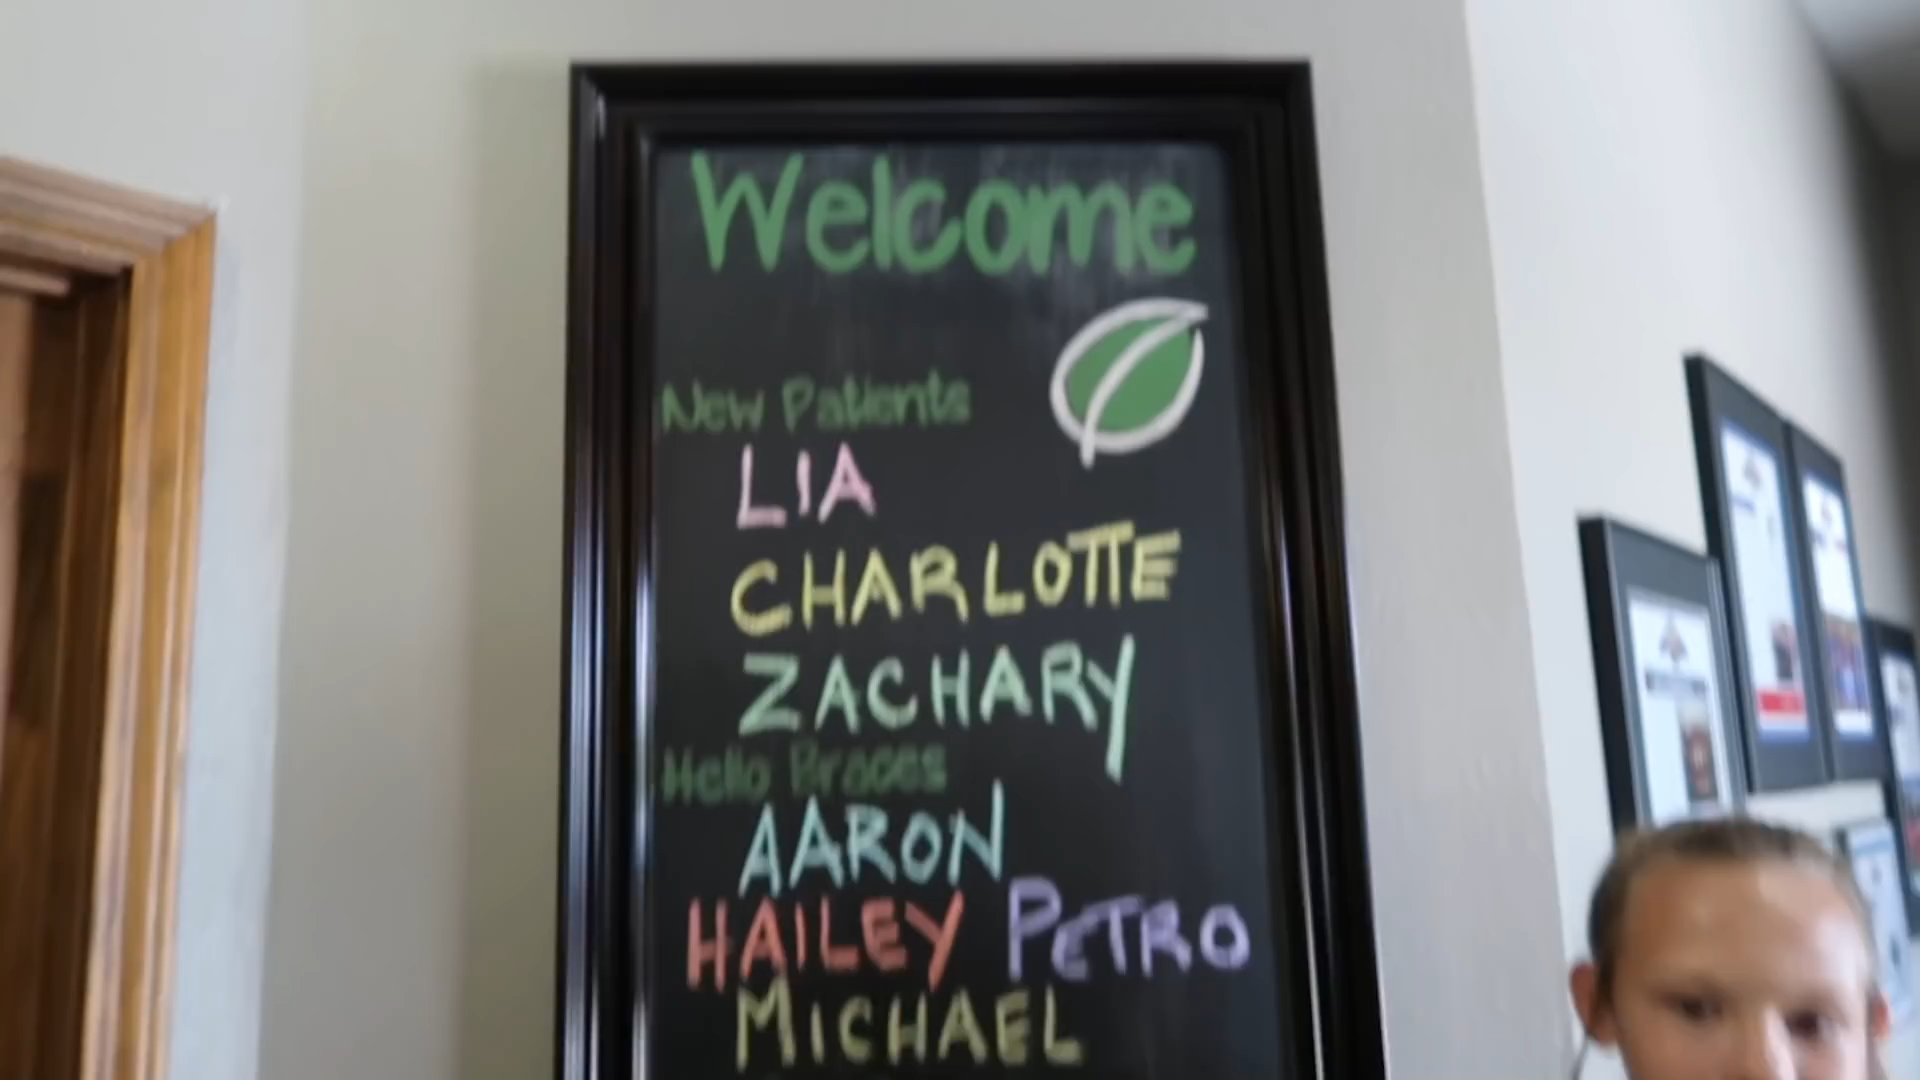 Welcome
New Patients
LIA
CHARLOTTE
ZACHARY
Hello Braces
AARON
HAILEY PETRO
MICHAEL